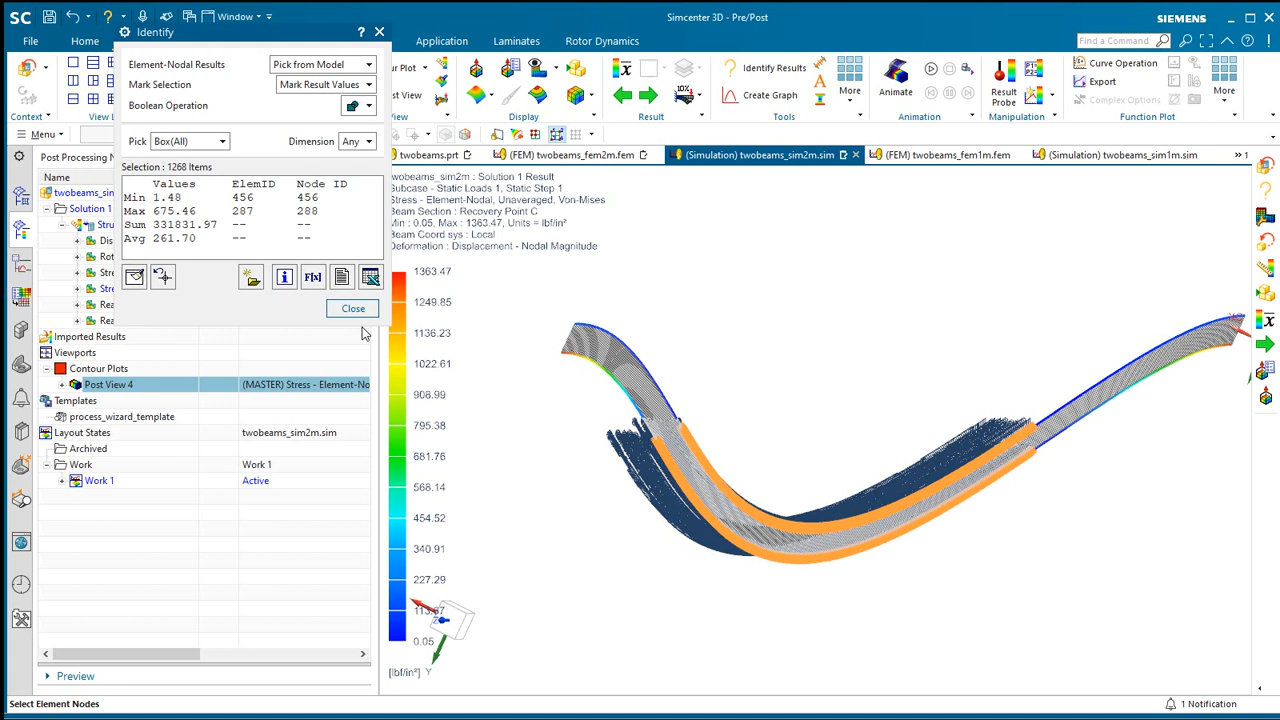 SC
Window
Simcenter 3D - Pre/Post
SIEMENS
Identify
File
Home
Application
Laminates
Rotor Dynamics
Find a Command
Element-Nodal Results
Pick from Model
Mark Selection
Mark Result Values
Boolean Operation
Pick
Box(All)
Dimension
Any
Selection : 1268 Items
Values ElemID Node ID
Min 1.48 456 456
Max 675.46 287 288
Sum 331831.97 -- --
Avg 261.70 -- --
F[x]
Close
Identify Results
Create Graph
10%
More
Animate
Result Probe
Curve Operation
Export
Complex Options
More
Context
Display
Result
Tools
Animation
Manipulation
Function Plot
Menu
twobeams.prt
(FEM) twobeams_fem2m.fem
(Simulation) twobeams_sim2m.sim
(FEM) twobeams_fem1m.fem
(Simulation) twobeams_sim1m.sim
Name
Solution 1
Imported Results
Viewports
Contour Plots
Post View 4
(MASTER) Stress - Element-No
Templates
process_wizard_template
Layout States
twobeams_sim2m.sim
Archived
Work
Work 1
Work 1
Active
Preview
twobeams_sim2m : Solution 1 Result
Subcase - Static Loads 1, Static Step 1
Stress - Element-Nodal, Unaveraged, Von-Mises
Beam Section : Recovery Point C
Min : 0.05, Max : 1363.47, Units = lbf/in²
Beam Coord sys : Local
Deformation : Displacement - Nodal Magnitude
1363.47
1249.85
1136.23
1022.61
908.99
795.38
681.76
568.14
454.52
340.91
227.29
0.05
[lbf/in²]
Y
Select Element Nodes
1 Notification